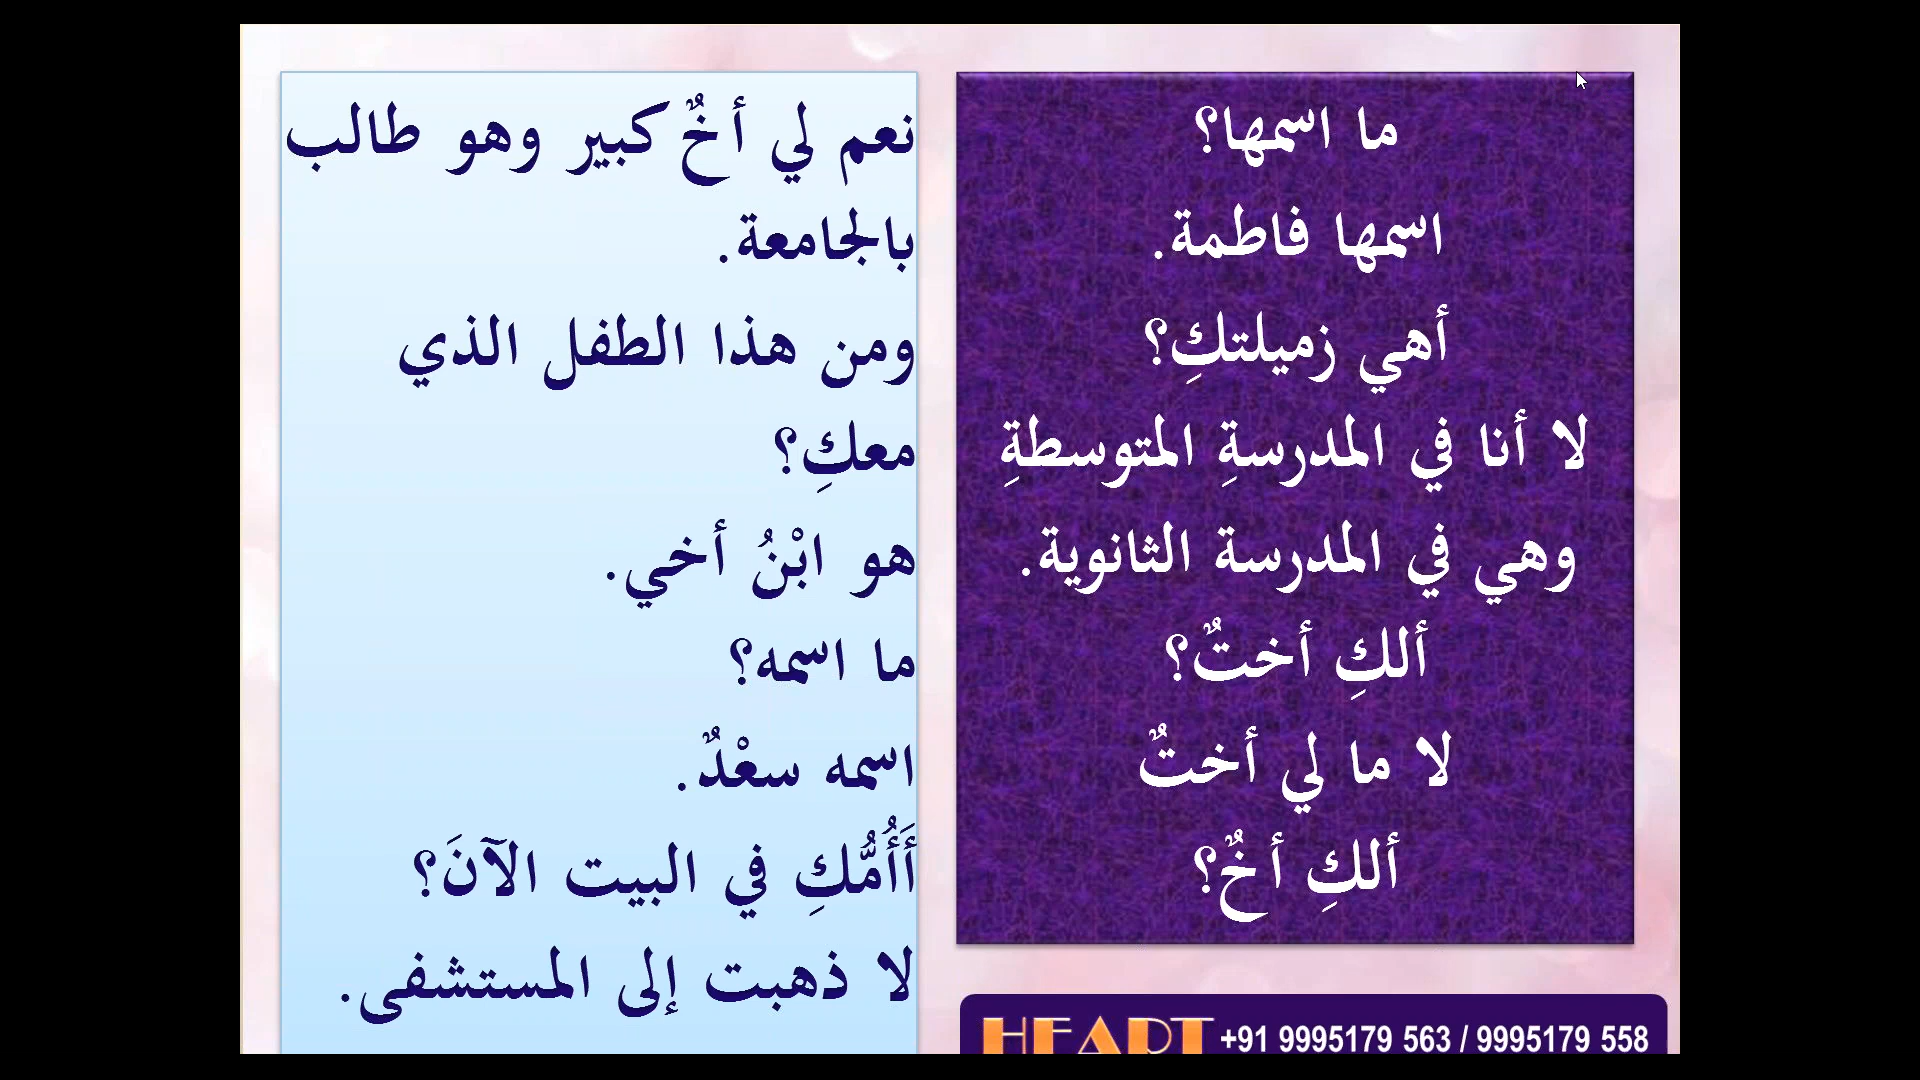 ما اسمها؟
اسمها فاطمة.
أهي زميلتكِ؟
لا أنا في المدرسةِ المتوسطةِ
وهي في المدرسة الثانوية.
ألكِ أختٌ؟
لا ما لي أختٌ
ألكِ أخٌ؟
نعم لي أخٌ كبير وهو طالب
بالجامعة.
ومن هذا الطفل الذي
معكِ؟
هو ابْنُ أخي.
ما اسمه؟
اسمه سعْدٌ.
أَأُمُّكِ في البيت الآنَ؟
لا ذهبت إلى المستشفى.
HEART +91 9995179 563 / 9995179 558